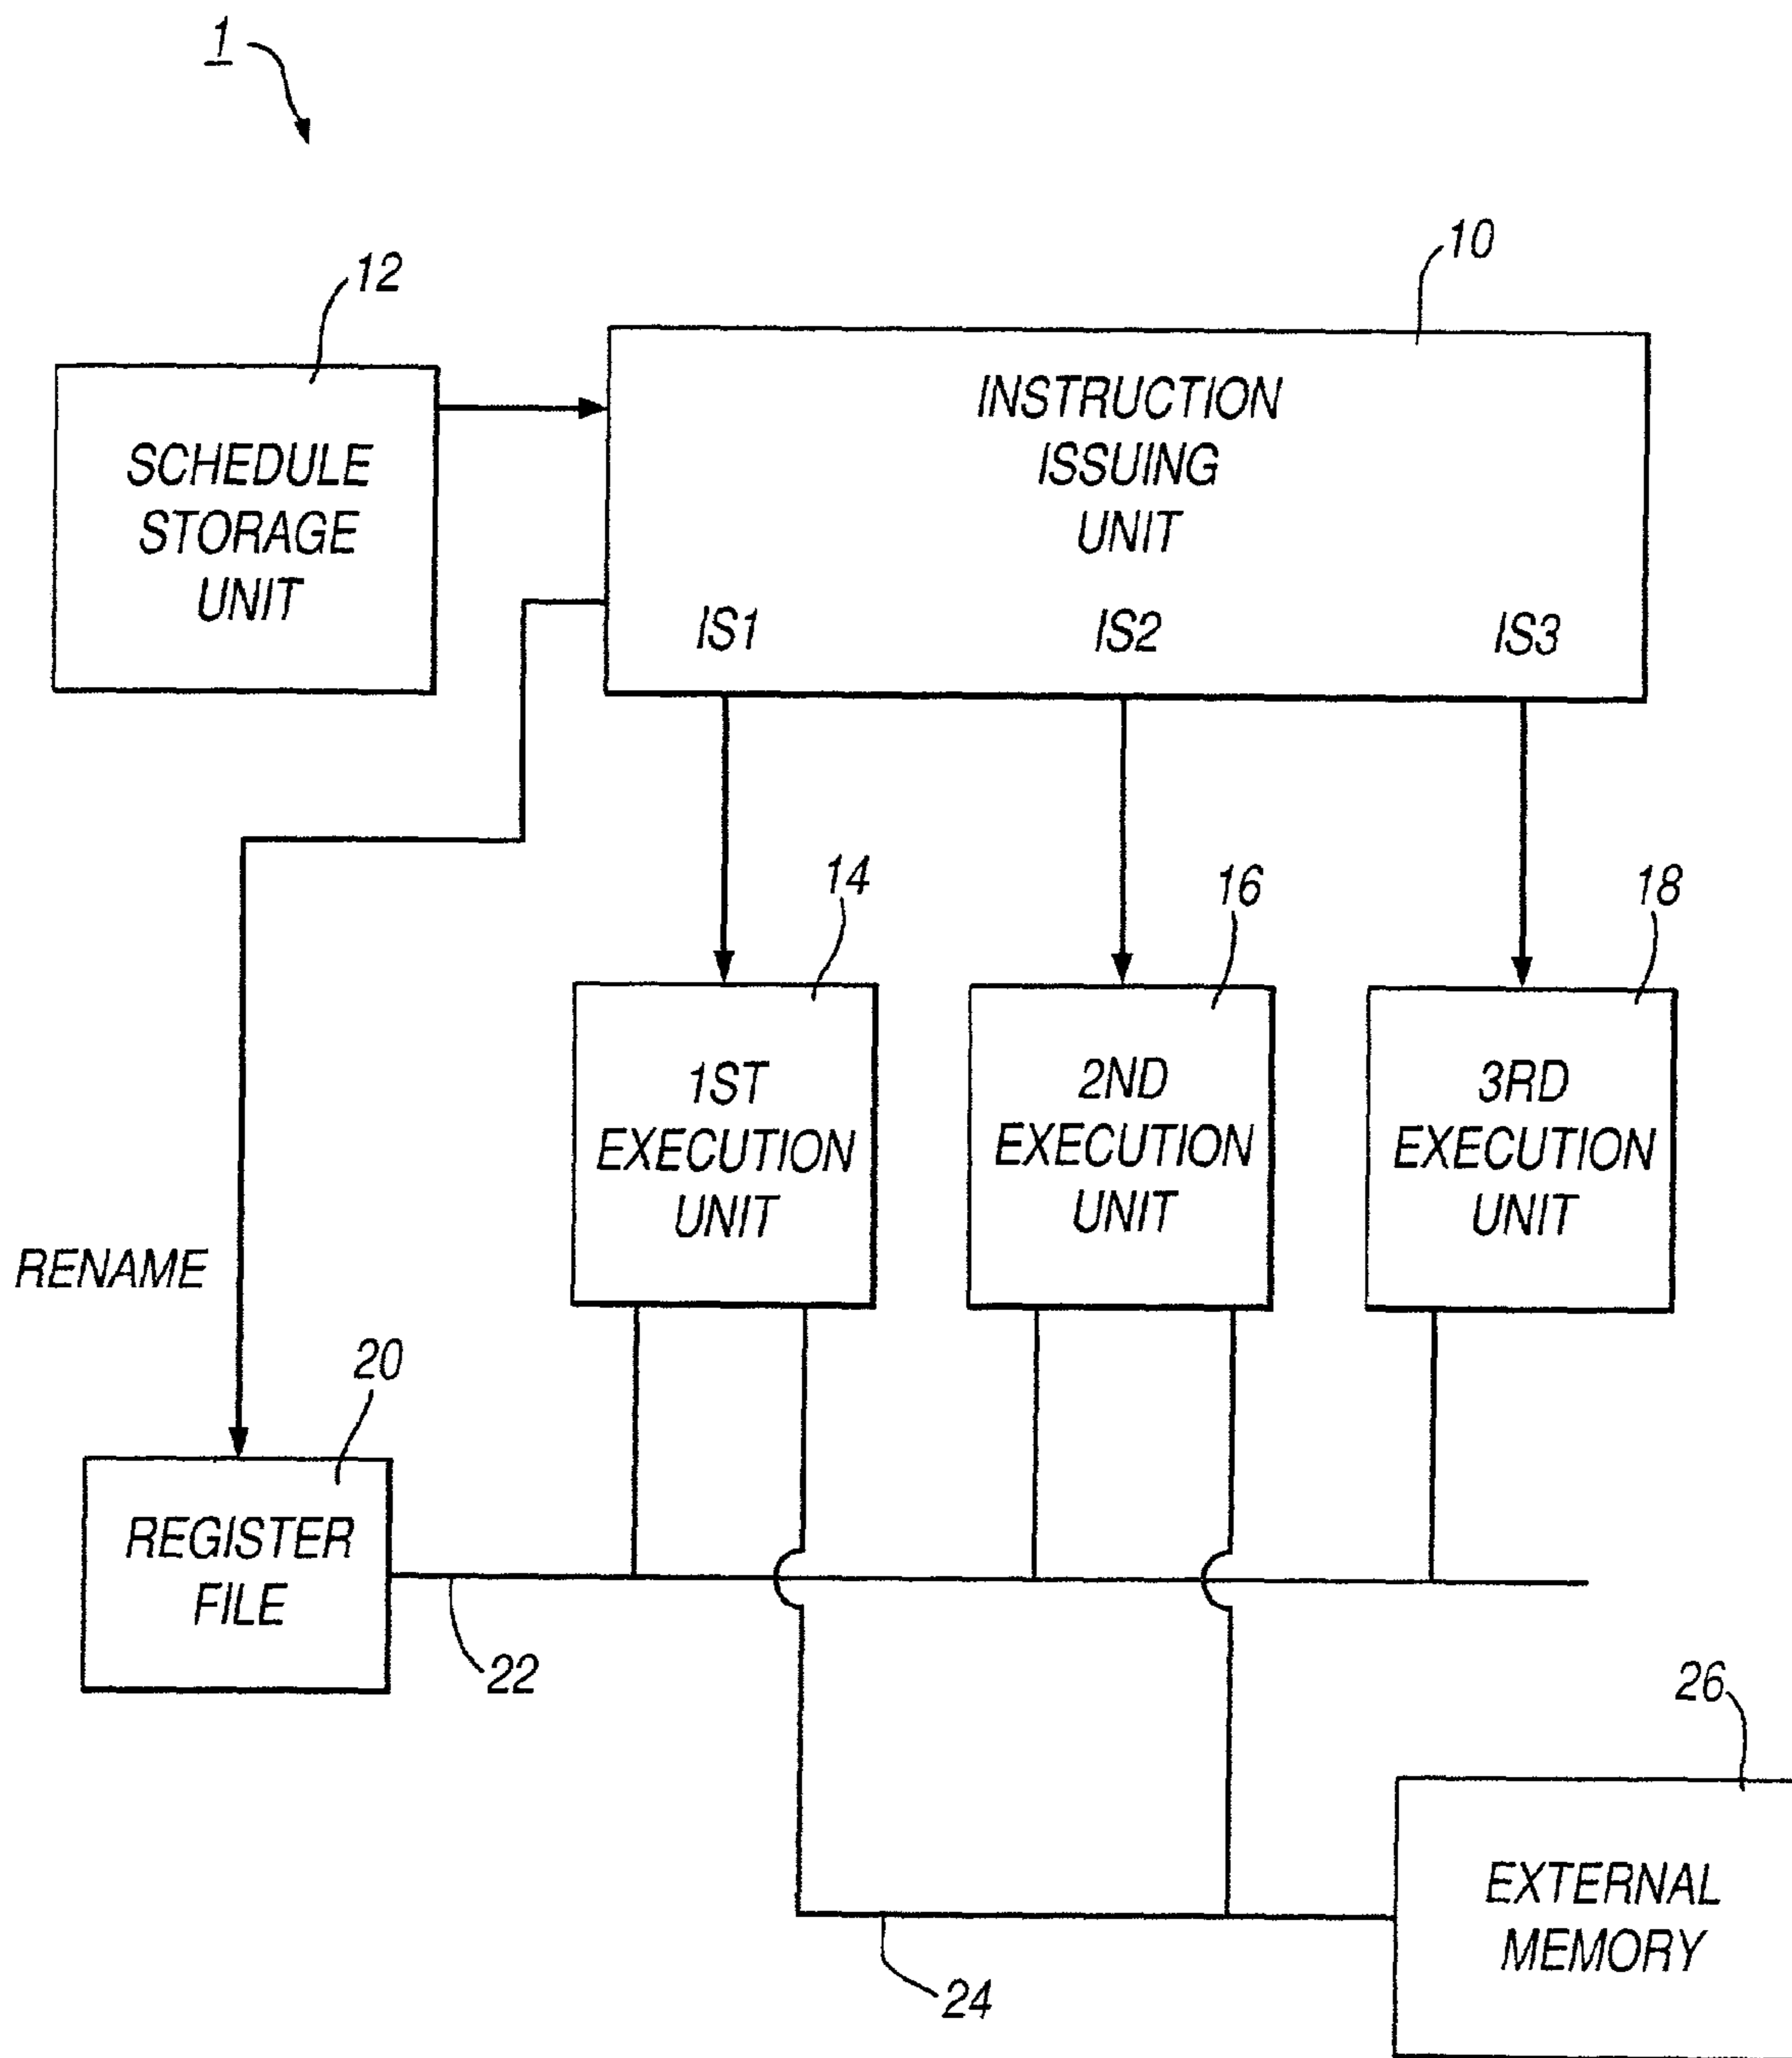 1
10
12
INSTRUCTION
ISSUING
UNIT
SCHEDULE
STORAGE
UNIT
IS1
IS2
IS3
14
16
18
1ST
EXECUTION
UNIT
2ND
EXECUTION
UNIT
3RD
EXECUTION
UNIT
RENAME
20
REGISTER
FILE
22
26
EXTERNAL
MEMORY
24